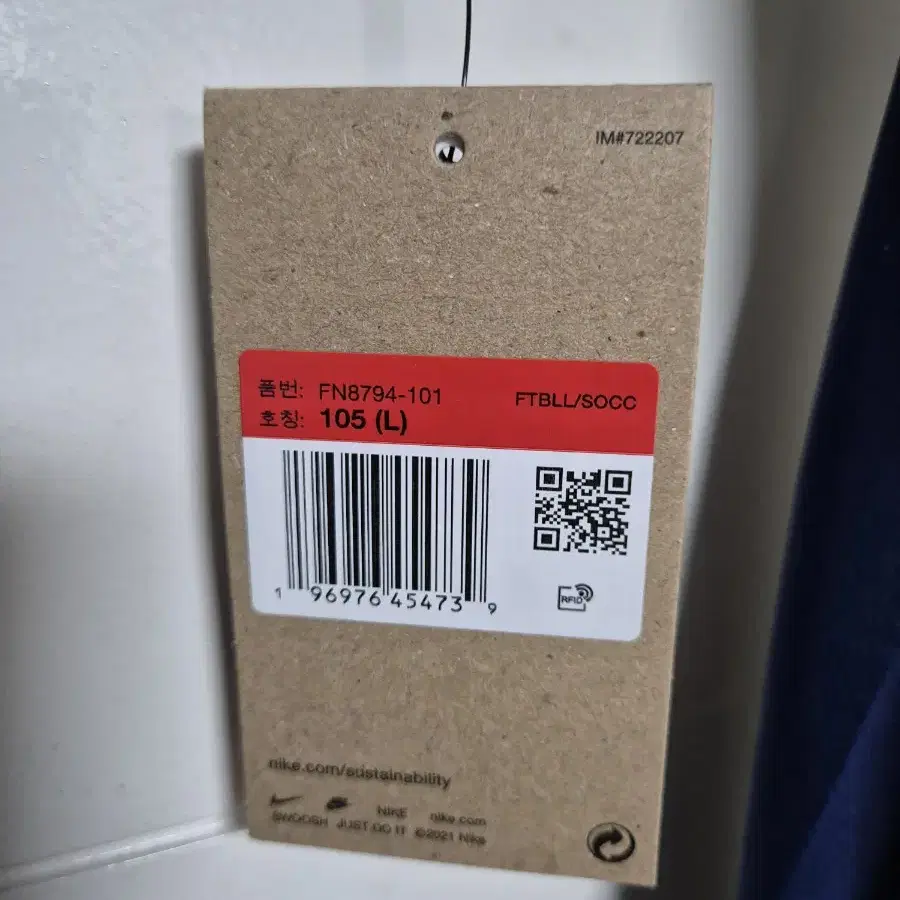 IM#722207
품번: FN8794-101
FTBLL/SOCC
호칭: 105 (L)
1 96976 45473 9
RFID
nike.com/sustainability
NIKE nike.com
SWOOSH JUST DO IT ©2021 Nike